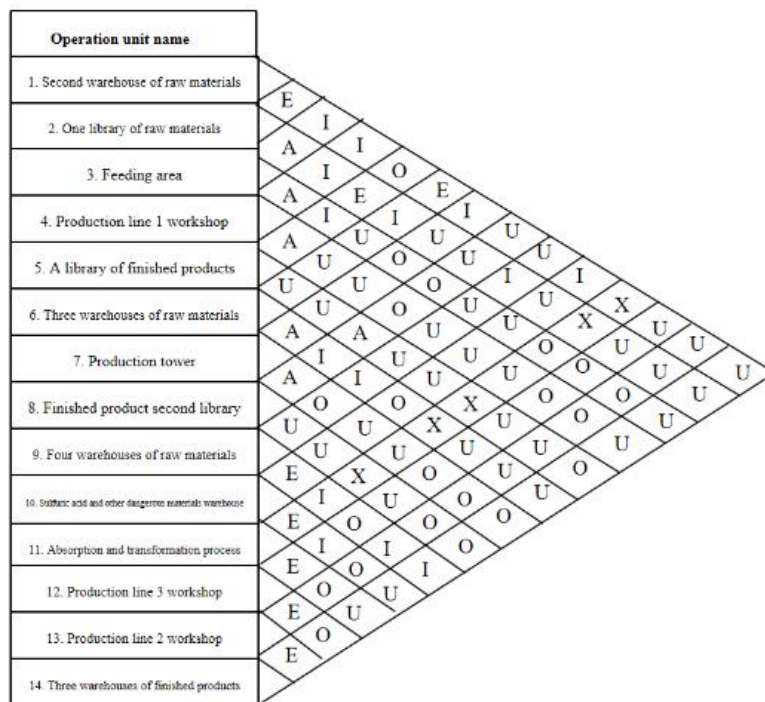 Operation unit name
1. Second warehouse of raw materials
2. One library of raw materials
3. Feeding area
4. Production line 1 workshop
5. A library of finished products
6. Three warehouses of raw materials
7. Production tower
8. Finished product second library
9. Four warehouses of raw materials
10. Sulfuric acid and other dangerous materials warehouse
11. Absorption and transformation process
12. Production line 3 workshop
13. Production line 2 workshop
14. Three warehouses of finished products
E
I
A I
I O
A E E
I I I
A U U U
U O U U
U U O I I
U O U U X
A A U U X U
I U U O U U
A I U U O U U
O O X O O U
U U X U O U
U U U U U
E X O U O
I U O U
E O O O
I I O
E O I
O U
E U
O
E